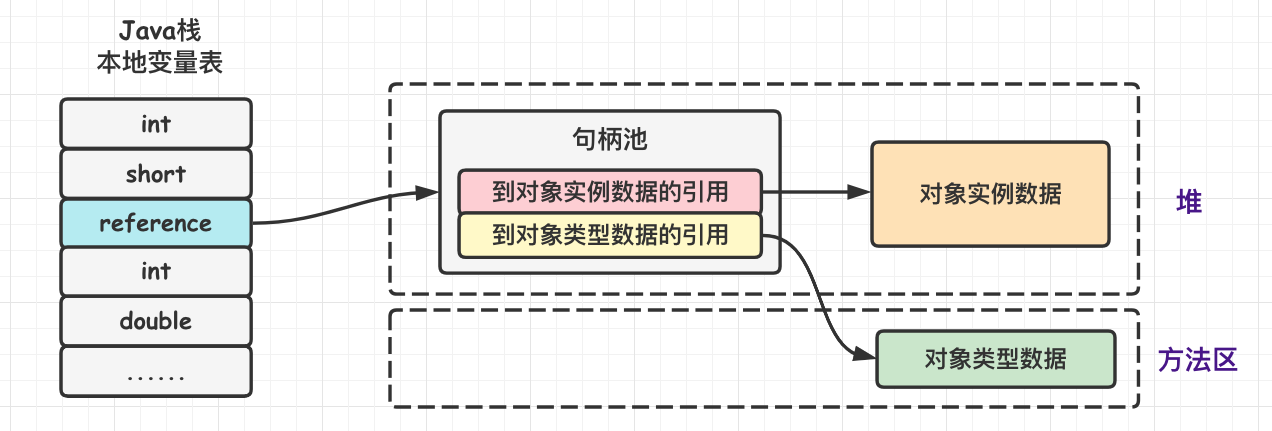 Java栈
本地变量表
int
short
reference
int
double
......
句柄池
到对象实例数据的引用
到对象类型数据的引用
对象实例数据
堆
对象类型数据
方法区